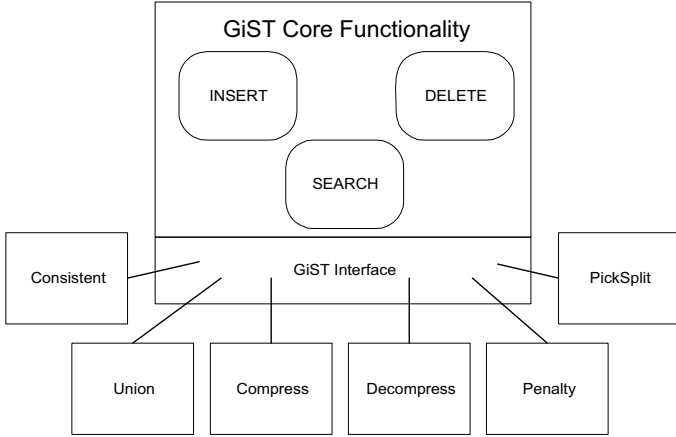 GiST Core Functionality
INSERT
DELETE
SEARCH
GiST Interface
Consistent
PickSplit
Union
Compress
Decompress
Penalty